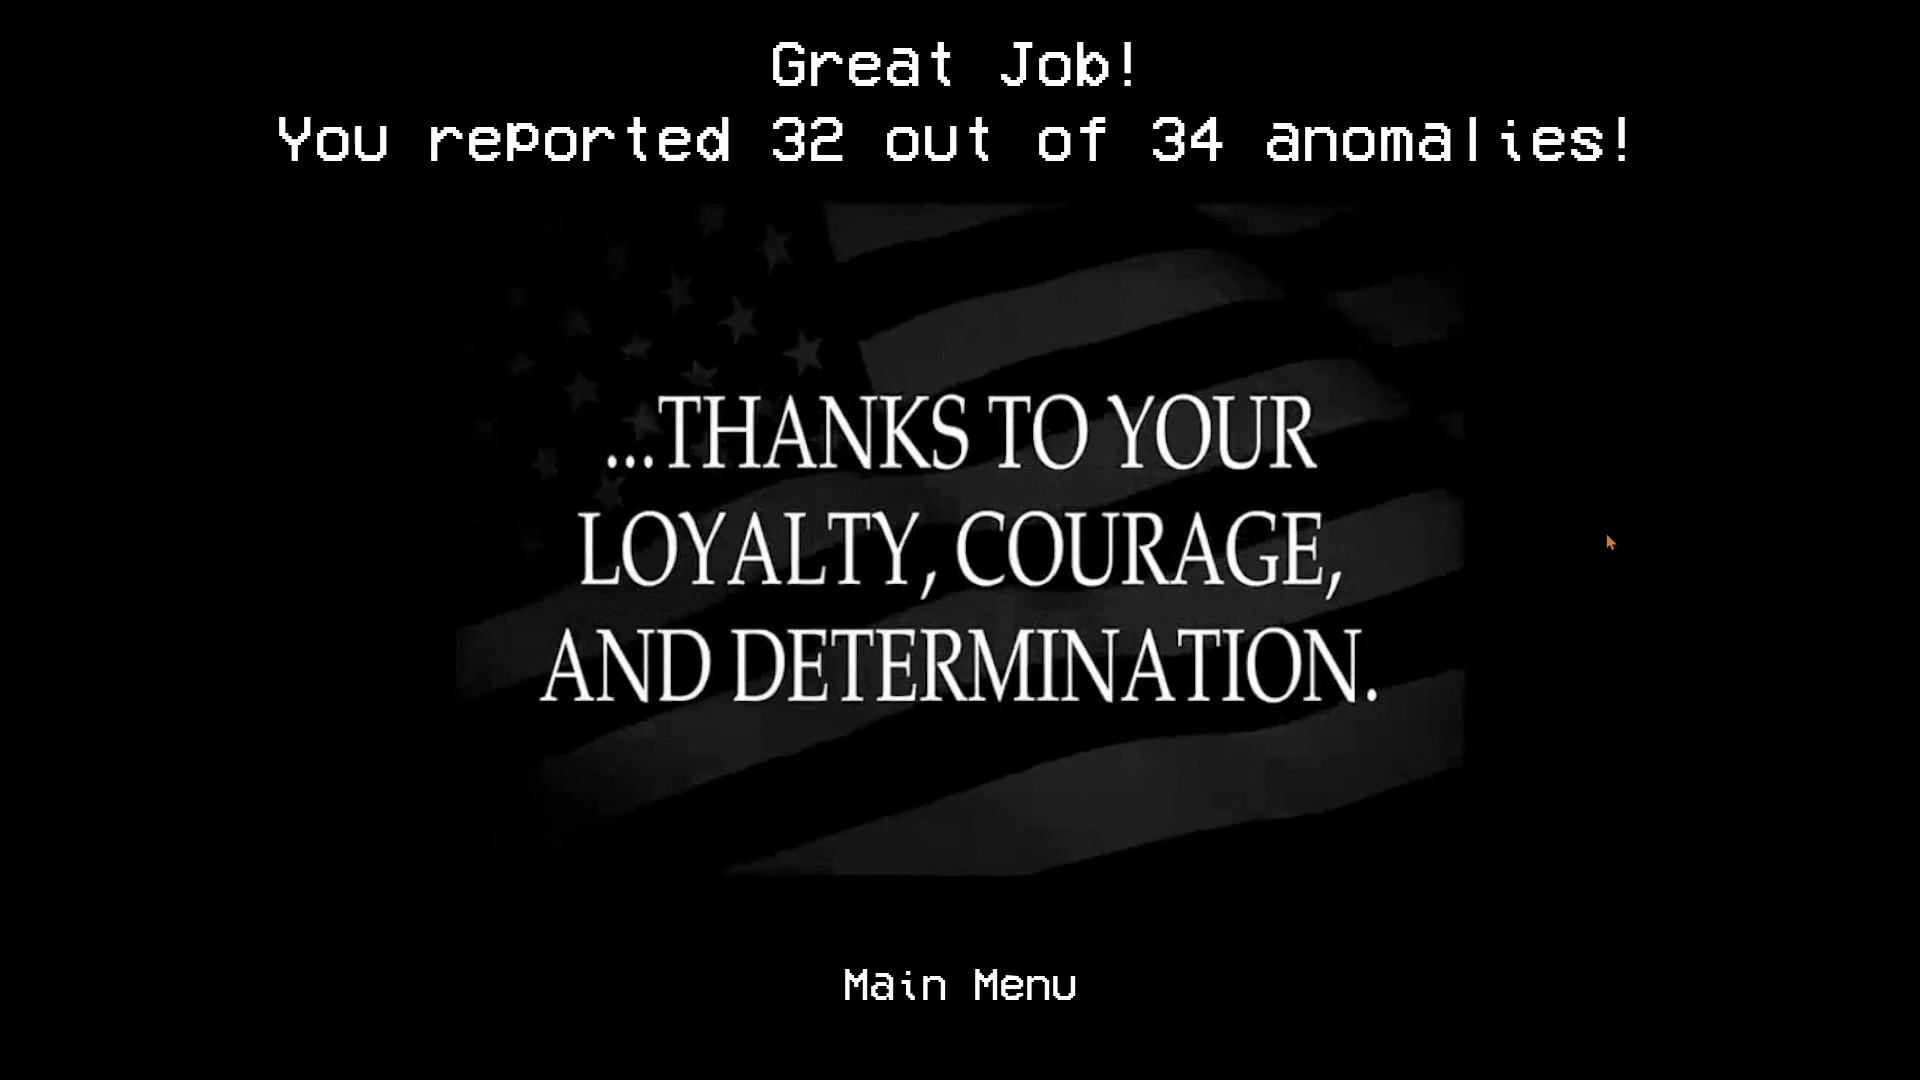 Great Job!
You reported 32 out of 34 anomalies!
...THANKS TO YOUR
LOYALTY, COURAGE,
AND DETERMINATION.
Main Menu